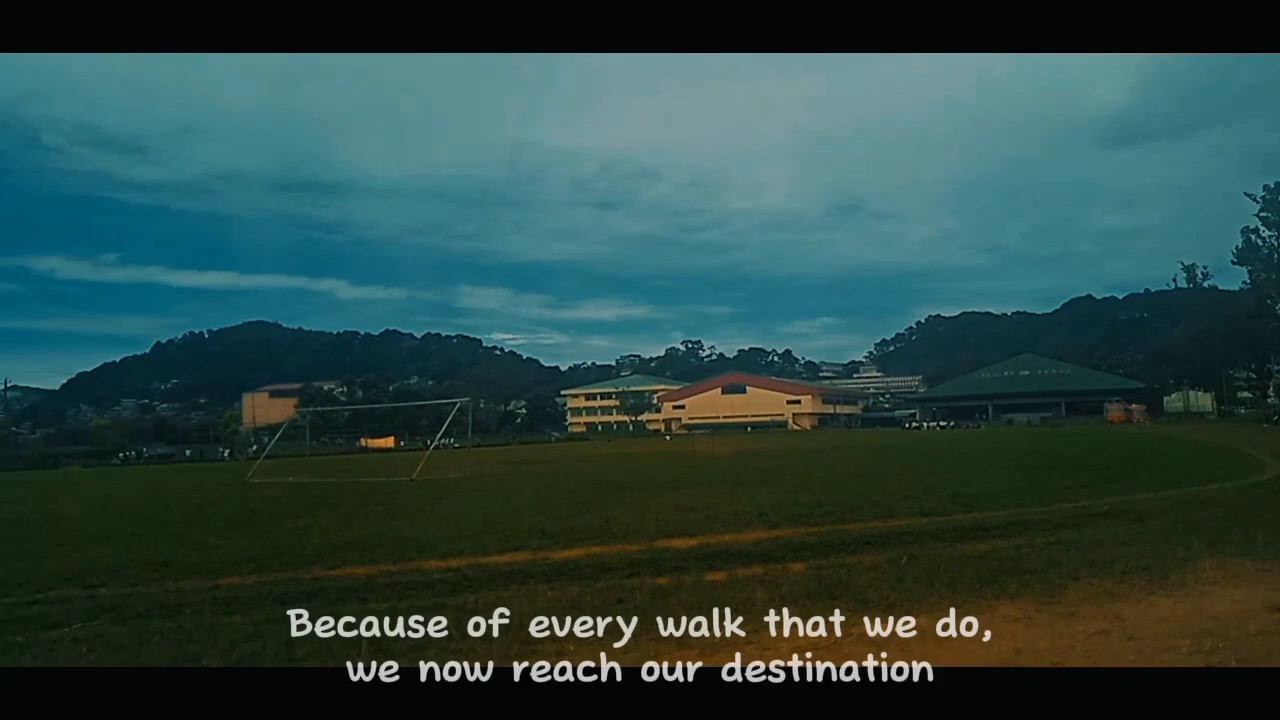 Because of every walk that we do,
we now reach our destination